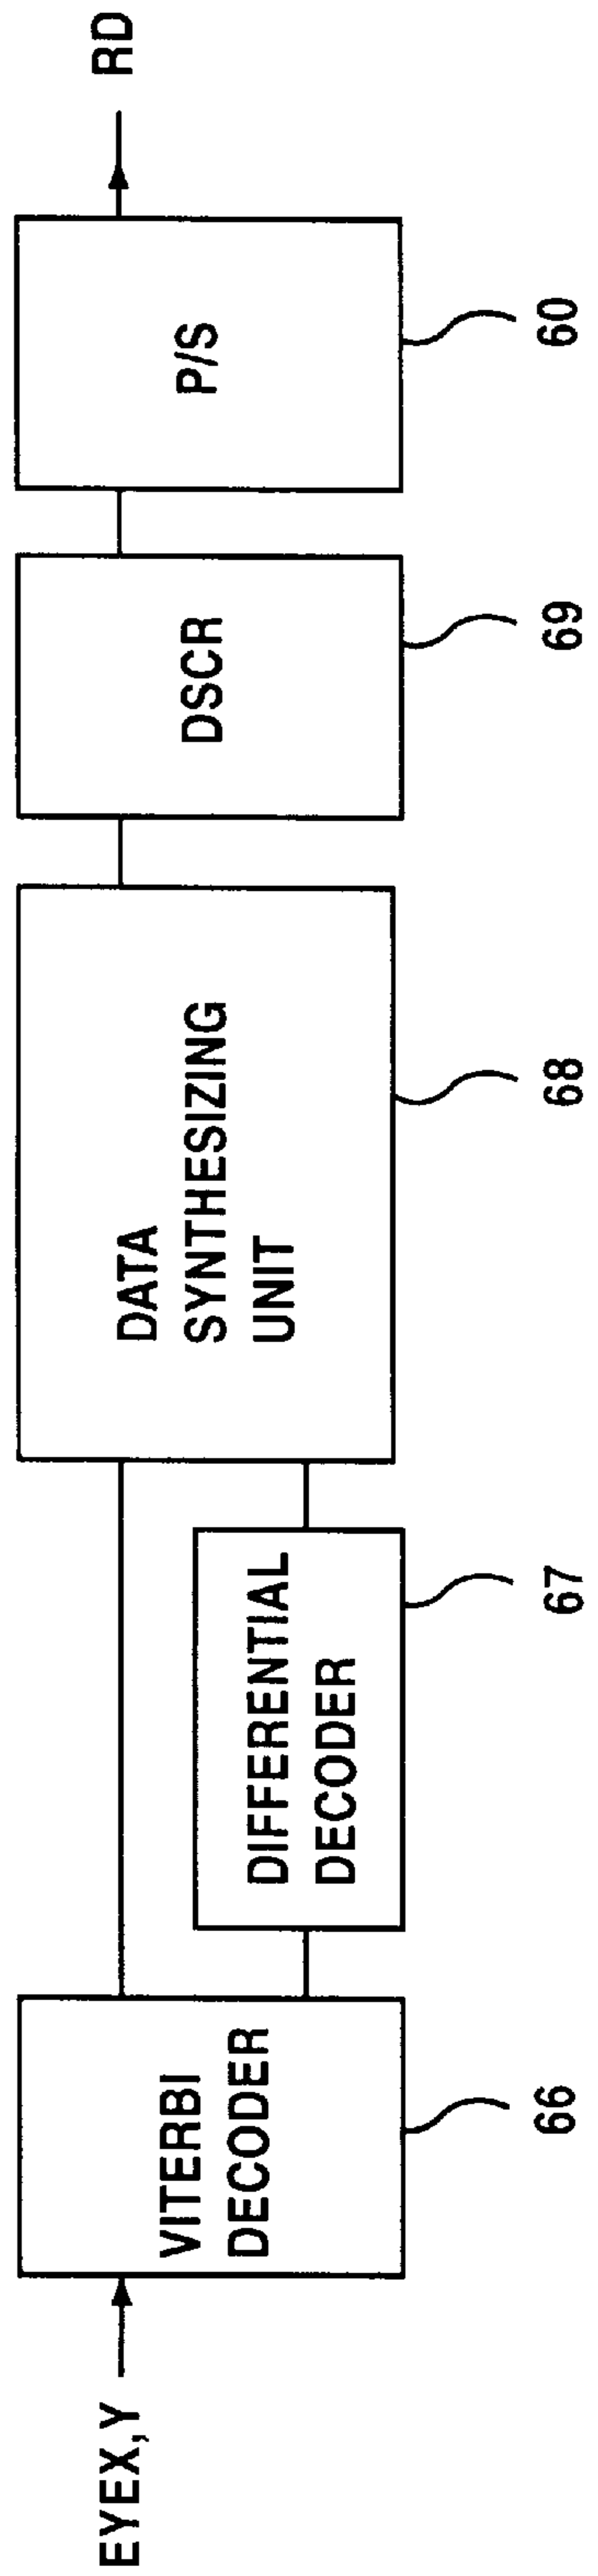 EYEX,Y
VITERBI
DECODER
66
DIFFERENTIAL
DECODER
67
DATA
SYNTHESIZING
UNIT
68
DSCR
69
P/S
60
RD